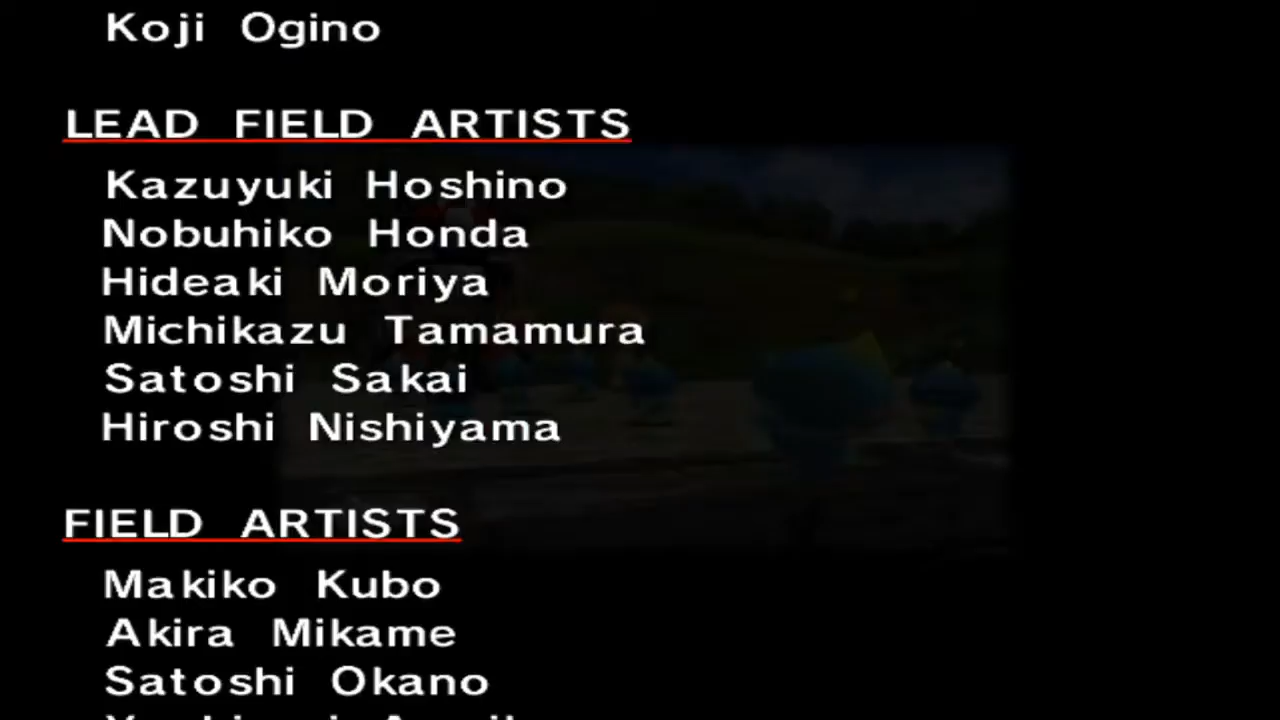 Koji Ogino
LEAD FIELD ARTISTS
Kazuyuki Hoshino
Nobuhiko Honda
Hideaki Moriya
Michikazu Tamamura
Satoshi Sakai
Hiroshi Nishiyama
FIELD ARTISTS
Makiko Kubo
Akira Mikame
Satoshi Okano